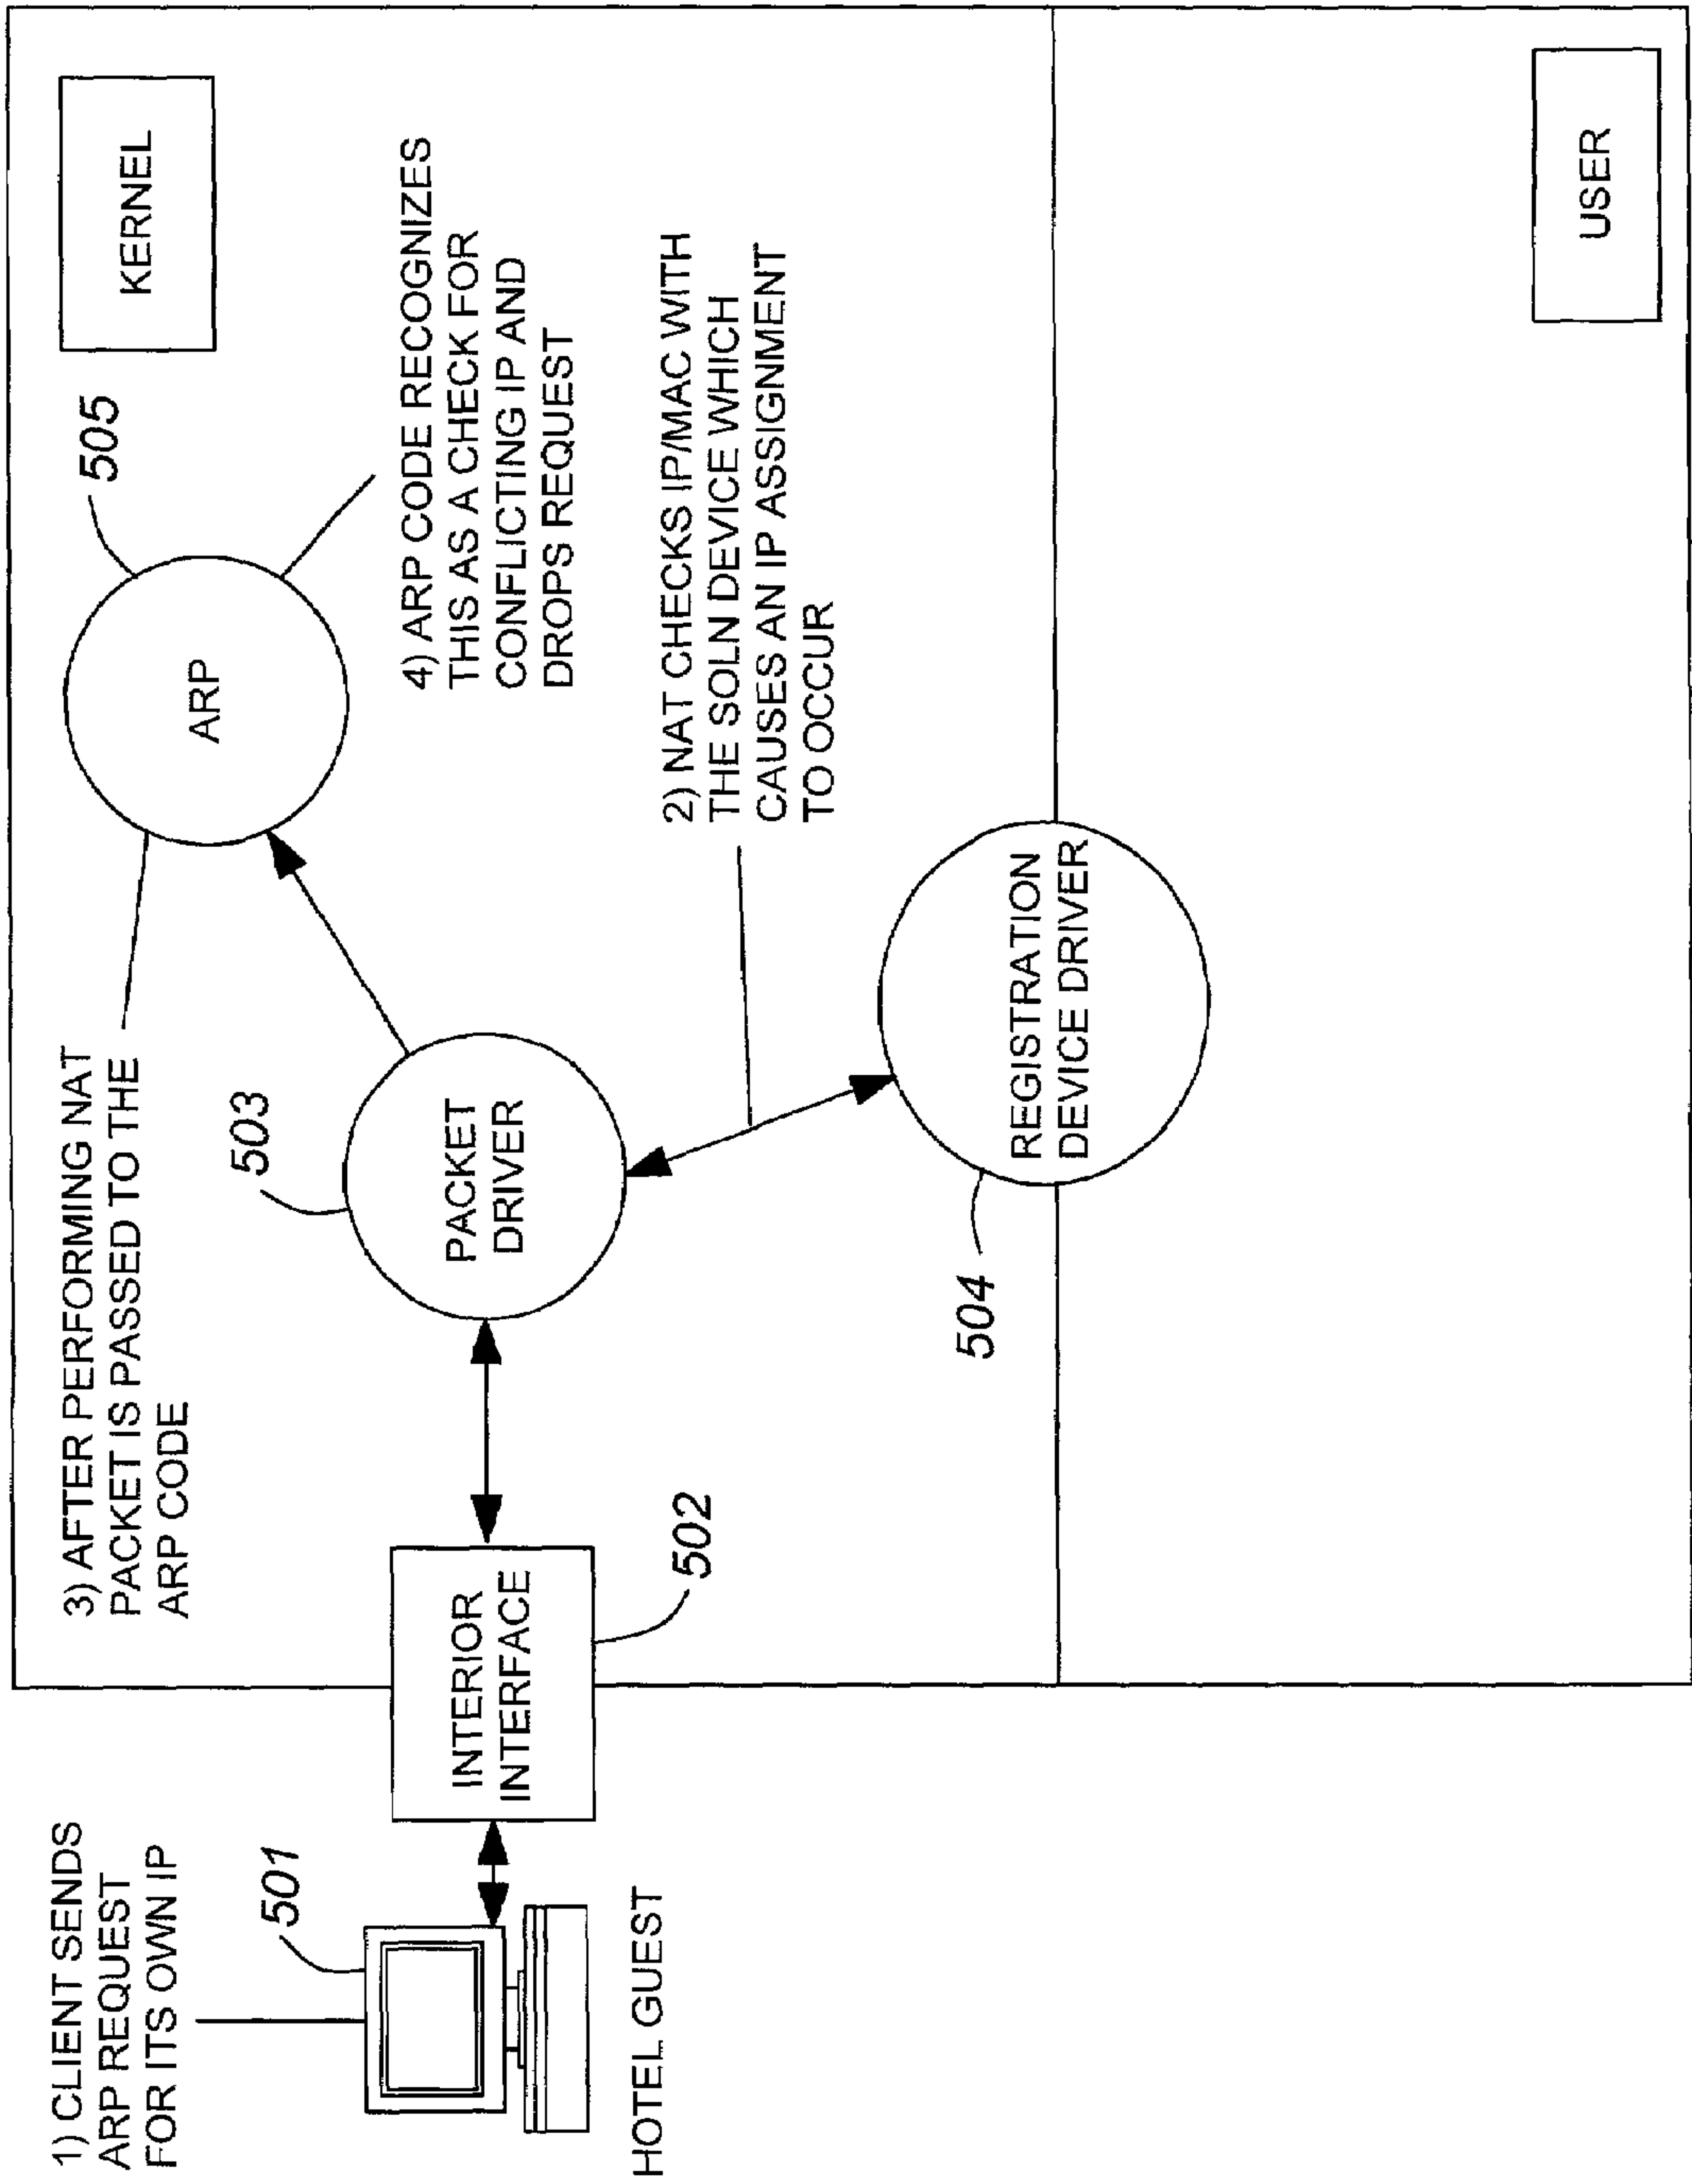 1) CLIENT SENDS
ARP REQUEST
FOR ITS OWN IP
501
HOTEL GUEST
INTERIOR
INTERFACE
502
3) AFTER PERFORMING NAT
PACKET IS PASSED TO THE
ARP CODE
503
PACKET
DRIVER
504
REGISTRATION
DEVICE DRIVER
2) NAT CHECKS IP/MAC WITH
THE SOLN DEVICE WHICH
CAUSES AN IP ASSIGNMENT
TO OCCUR
ARP
505
4) ARP CODE RECOGNIZES
THIS AS A CHECK FOR
CONFLICTING IP AND
DROPS REQUEST
KERNEL
USER